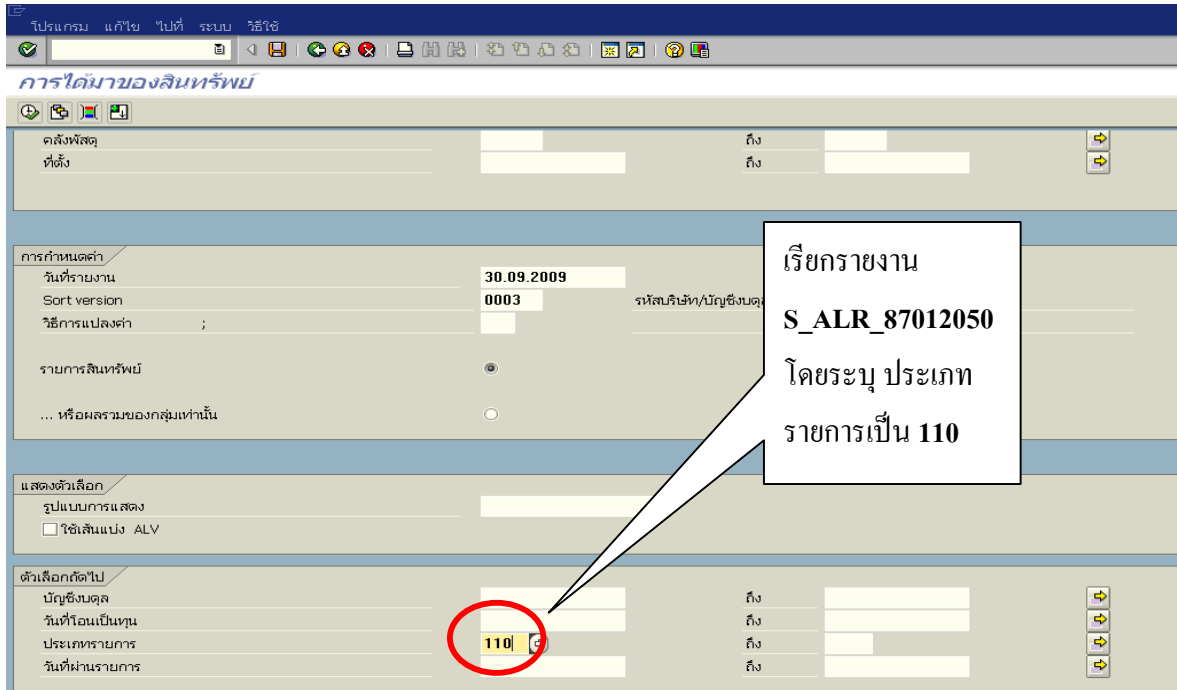 โปรแกรม แก้ไข ไปที่ ระบบ วิธีใช้
การได้มาของสินทรัพย์
คลังพัสดุ ถึง
ที่ตั้ง ถึง
การกำหนดค่า
วันที่รายงาน 30.09.2009
Sort version 0003 รหัสบริษัท/บัญชีงบดุล
วิธีการแปลงค่า ;
รายการสินทรัพย์
... หรือผลรวมของกลุ่มเท่านั้น
เรียกรายงาน
S_ALR_87012050
โดยระบุ ประเภท
รายการเป็น 110
แสดงตัวเลือก
รูปแบบการแสดง
ใช้เส้นแบ่ง ALV
ตัวเลือกถัดไป
บัญชีงบดุล ถึง
วันที่โอนเป็นทุน ถึง
ประเภทรายการ 110 ถึง
วันที่ผ่านรายการ ถึง